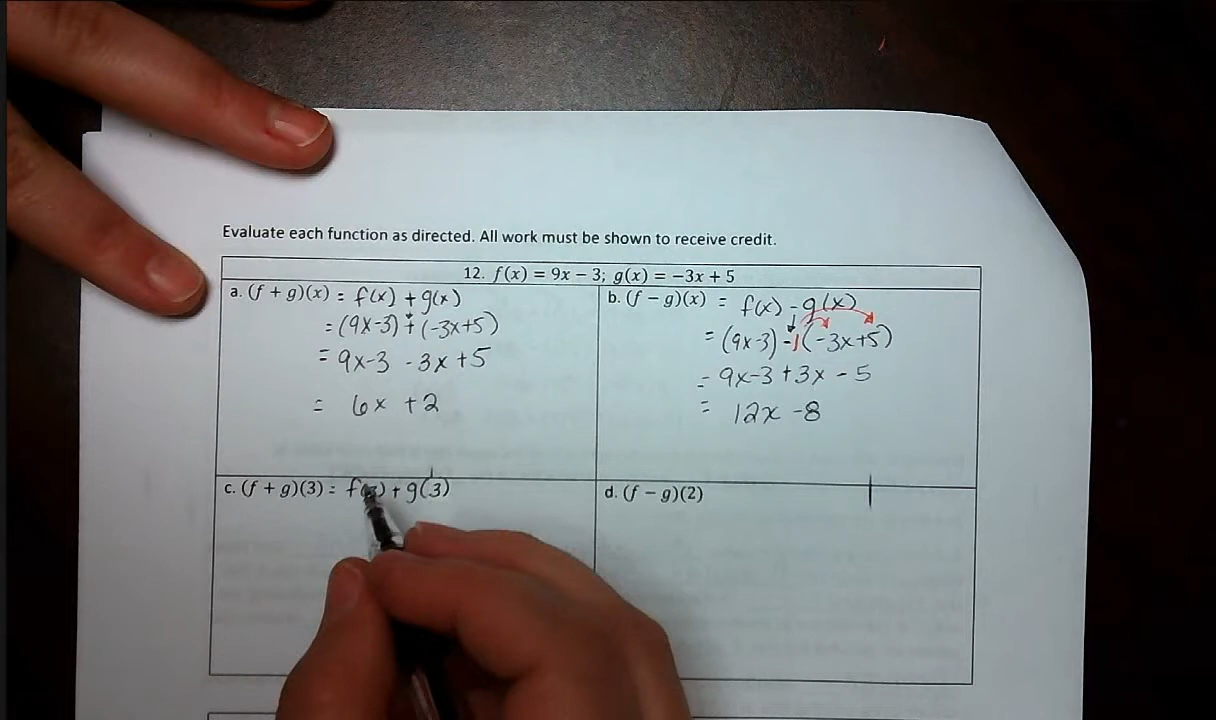 Evaluate each function as directed. All work must be shown to receive credit.
12. f(x) = 9x − 3; g(x) = −3x + 5
a. (f + g)(x) = f(x) + g(x)
= (9x-3) + (-3x+5)
= 9x-3 -3x+5
= 6x +2
b. (f − g)(x) = f(x) - g(x)
= (9x-3) -1(-3x+5)
= 9x-3+3x-5
= 12x -8
c. (f + g)(3) = f(3) + g(3)
d. (f − g)(2)